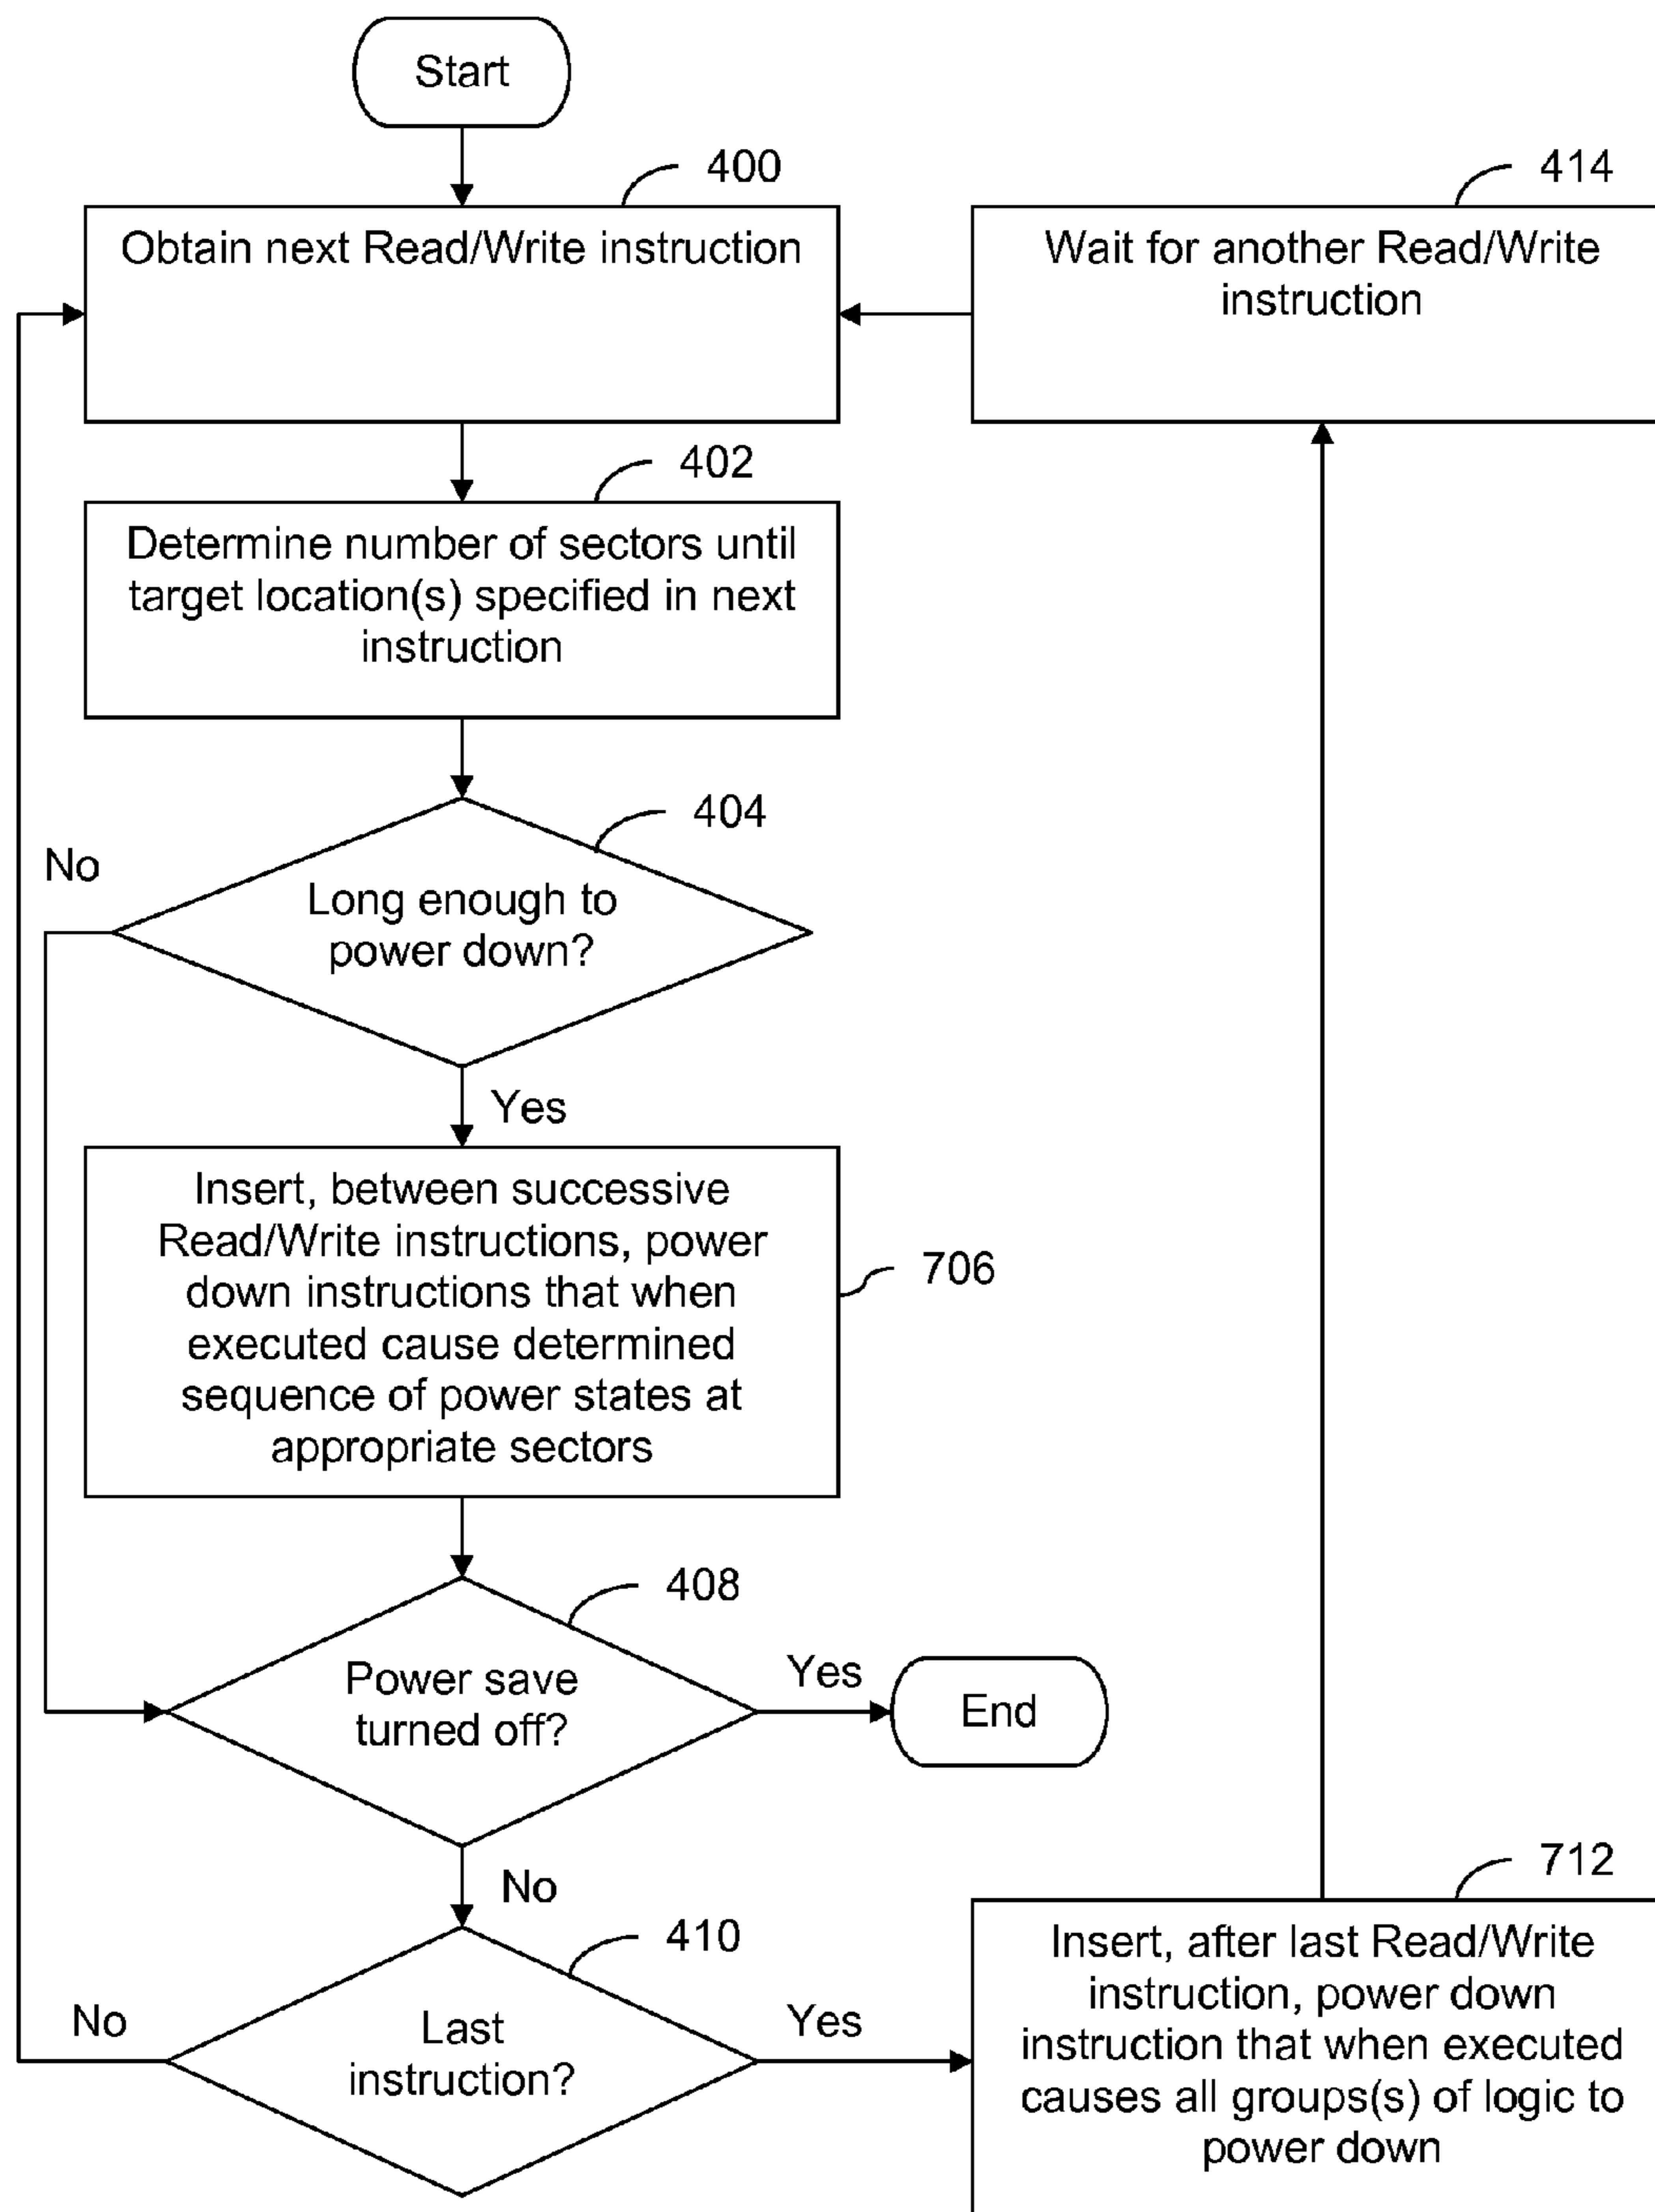 Start
400
Obtain next Read/Write instruction
414
Wait for another Read/Write
instruction
402
Determine number of sectors until
target location(s) specified in next
instruction
404
Long enough to
power down?
No
Yes
Insert, between successive
Read/Write instructions, power
down instructions that when
executed cause determined
sequence of power states at
appropriate sectors
706
408
Power save
turned off?
Yes
End
No
410
Last
instruction?
No
Yes
712
Insert, after last Read/Write
instruction, power down
instruction that when executed
causes all groups(s) of logic to
power down